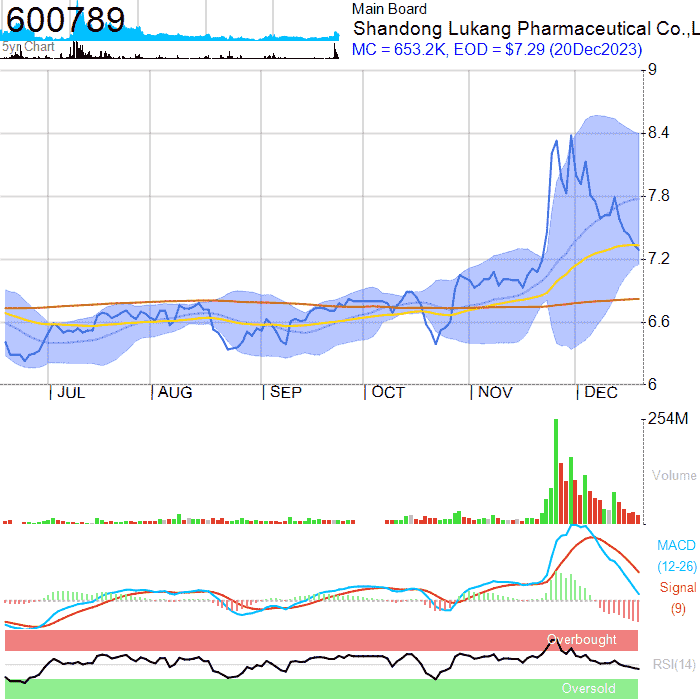 600789
5yr Chart
Main Board
Shandong Lukang Pharmaceutical Co.,L
MC = 653.2K, EOD = $7.29 (20Dec2023)
9
8.4
7.8
7.2
6.6
6
JUL AUG SEP OCT NOV DEC
254M
Volume
MACD
(12-26)
Signal
(9)
Overbought
RSI(14)
Oversold